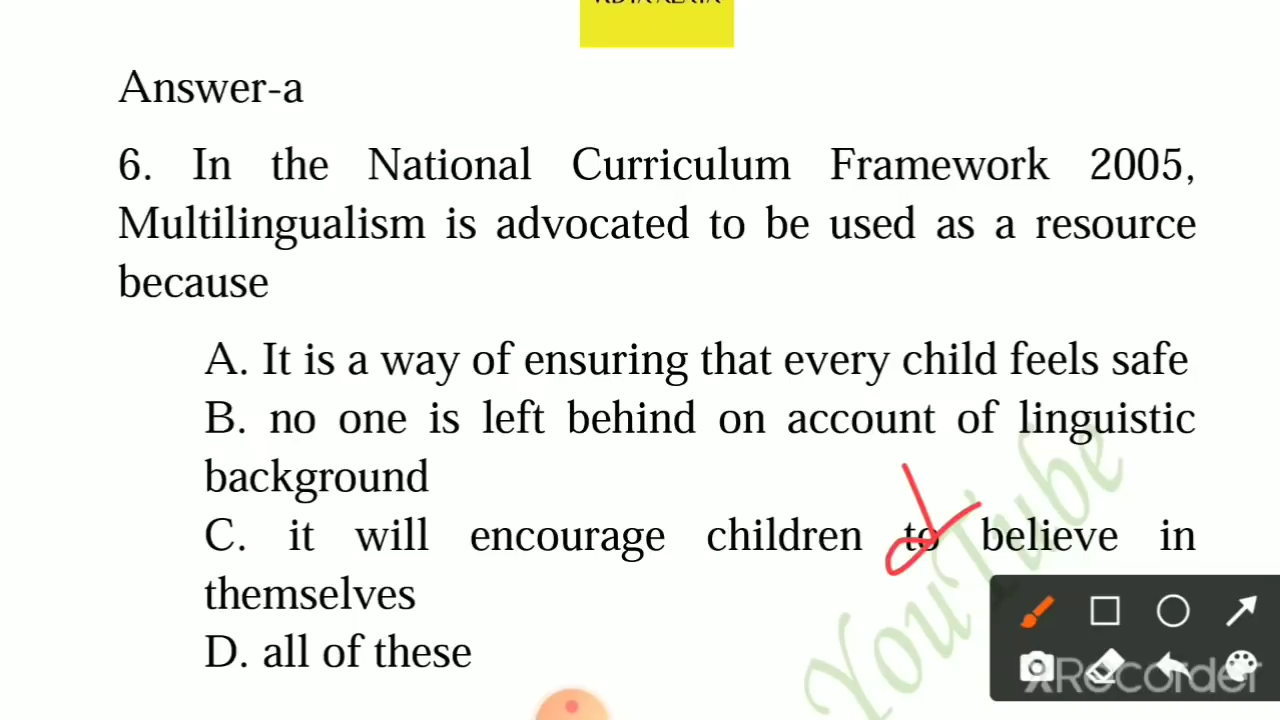 Answer-a
6. In the National Curriculum Framework 2005,
Multilingualism is advocated to be used as a resource
because
A. It is a way of ensuring that every child feels safe
B. no one is left behind on account of linguistic
background
C. it will encourage children to believe in
themselves
D. all of these
YouTube
XRecorder